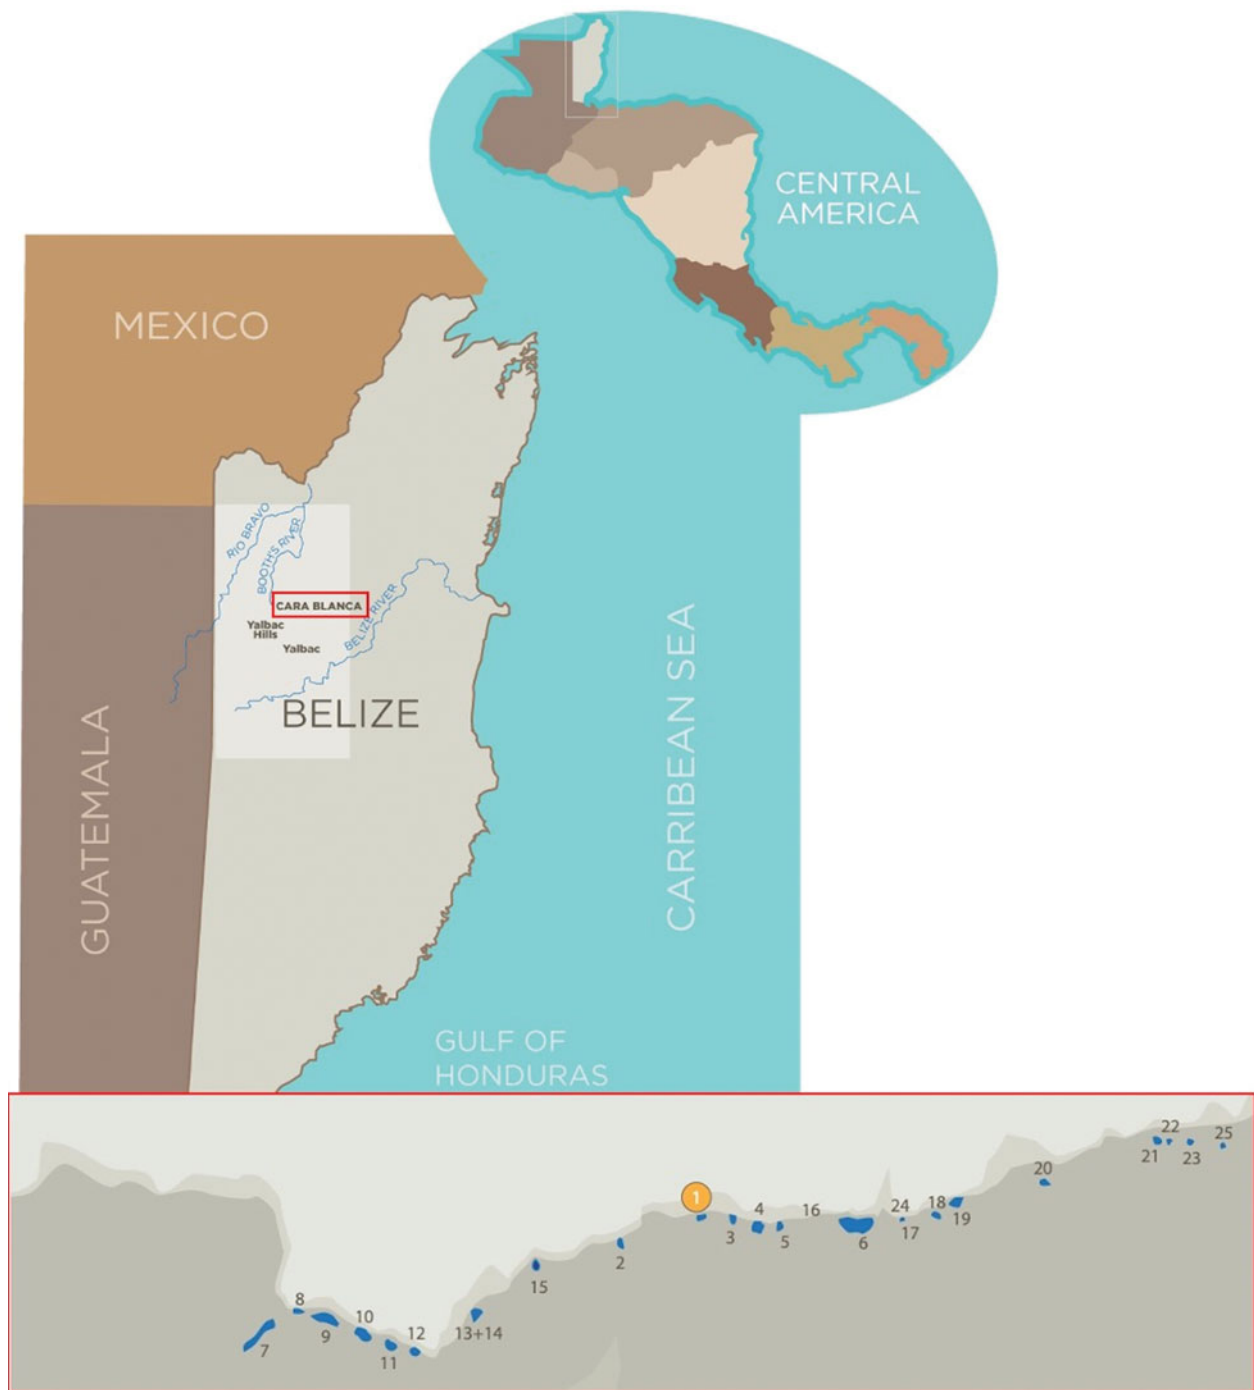 CENTRAL
AMERICA
MEXICO
RIO BRAVO
BOOTH'S RIVER
CARA BLANCA
Yalbac
Hills
Yalbac
BELIZE RIVER
BELIZE
GUATEMALA
CARRIBEAN SEA
GULF OF
HONDURAS
22
25
21
23
20
1
4
16
24
18
3
5
6
17
19
2
15
8
10
12
13+14
7
9
11